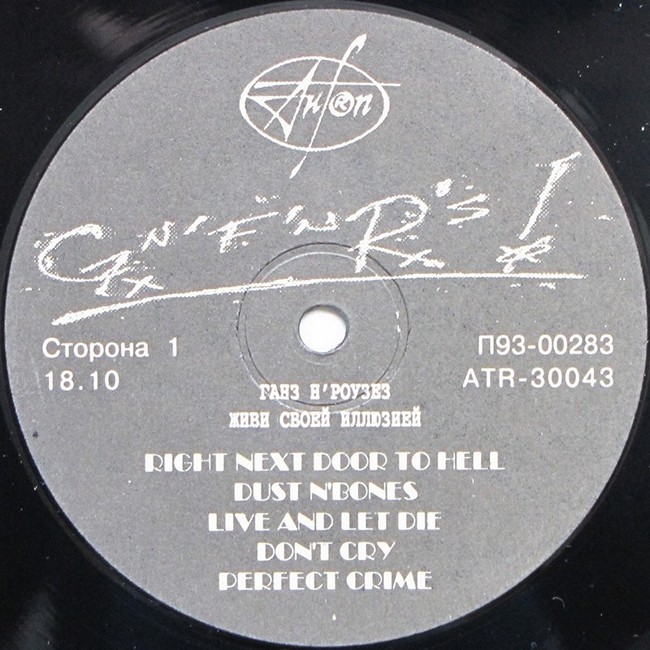 Antrop
G'N'F'N'R'S!
Сторона 1
П93-00283
18.10
ATR-30043
ГАНЗ Н'РОУЗЕЗ
ЖИВИ СВОЕЙ ИЛЛЮЗИЕЙ
RIGHT NEXT DOOR TO HELL
DUST N'BONES
LIVE AND LET DIE
DON'T CRY
PERFECT CRIME